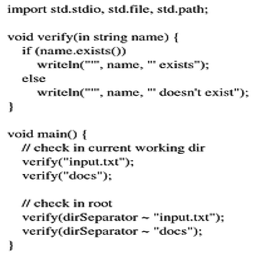 import std.stdio, std.file, std.path;
void verify(in string name) {
if (name.exists())
writeln("'", name, "' exists");
else
writeln("'", name, "' doesn't exist");
}
void main() {
// check in current working dir
verify("input.txt");
verify("docs");
// check in root
verify(dirSeparator ~ "input.txt");
verify(dirSeparator ~ "docs");
}